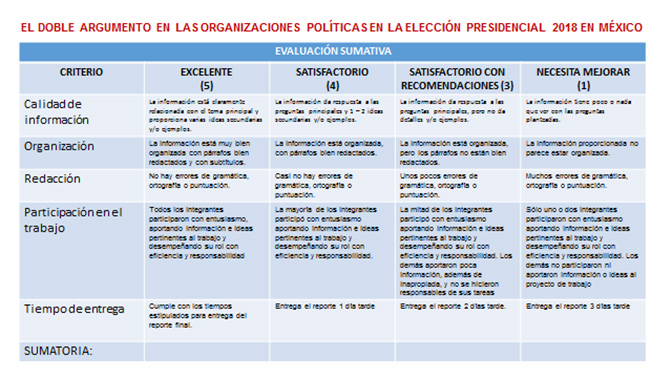 EL DOBLE ARGUMENTO EN LAS ORGANIZACIONES POLÍTICAS EN LA ELECCIÓN PRESIDENCIAL 2018 EN MÉXICO
EVALUACIÓN SUMATIVA
CRITERIO EXCELENTE SATISFACTORIO SATISFACTORIO CON NECESITA MEJORAR
(5) (4) RECOMENDACIONES (3) (1)
Calidad de información
La información está claramente
relacionada con el tema principal y
proporciona varias ideas secundarias
y/o ejemplos.
La información da respuesta a las
preguntas principales y 1 – 2 ideas
secundarias y/o ejemplos.
La información da respuesta a las
preguntas principales, pero no da
detalles y/o ejemplos.
La información tiene poco o nada
que ver con las preguntas
planteadas.
Organización
La información está muy bien
organizada con párrafos bien
redactados y con subtítulos.
La información está organizada,
con párrafos bien redactados.
La información está organizada,
pero los párrafos no están bien
redactados.
La información proporcionada no
parece estar organizada.
Redacción
No hay errores de gramática,
ortografía o puntuación.
Casi no hay errores de
gramática, ortografía o
puntuación.
Unos pocos errores de
gramática, ortografía o
puntuación.
Muchos errores de gramática,
ortografía o puntuación.
Participación en el
trabajo
Todos los integrantes
participaron con entusiasmo,
aportando información e ideas
pertinentes al trabajo y
desempeñando su rol con
eficiencia y responsabilidad
La mayoría de los integrantes
participó con entusiasmo
aportando información e ideas
pertinentes al trabajo y
desempeñando su rol con
eficiencia y responsabilidad.
La mitad de los integrantes
participó con entusiasmo
aportando información e ideas
pertinentes al trabajo y
desempeñando su rol con
eficiencia y responsabilidad. Los
demás aportaron poca
información, además de
inapropiada, y no se hicieron
responsables de sus tareas
Sólo uno o dos integrantes
participaron con entusiasmo
aportando información e ideas
pertinentes al trabajo y
desempeñando su rol con
eficiencia y responsabilidad. Los
demás no participaron ni
aportaron información o ideas al
proyecto de trabajo
Tiempo de entrega
Cumple con los tiempos
estipulados para entrega del
reporte final.
Entrega el reporte 1 día tarde
Entrega el reporte 2 días tarde.
Entrega el reporte 3 días tarde
SUMATORIA: